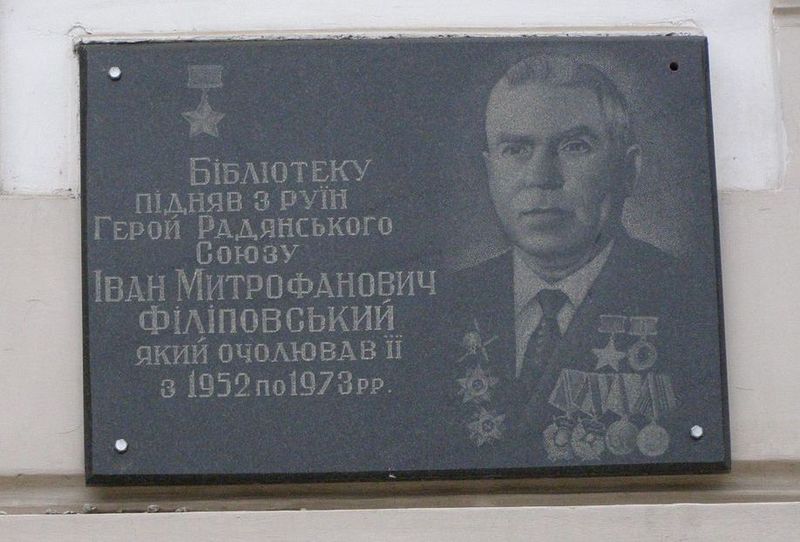 Бібліотеку
підняв з руїн
Герой Радянського
Союзу
Іван Митрофанович
Філіповський
який очолював її
з 1952 по 1973 рр.